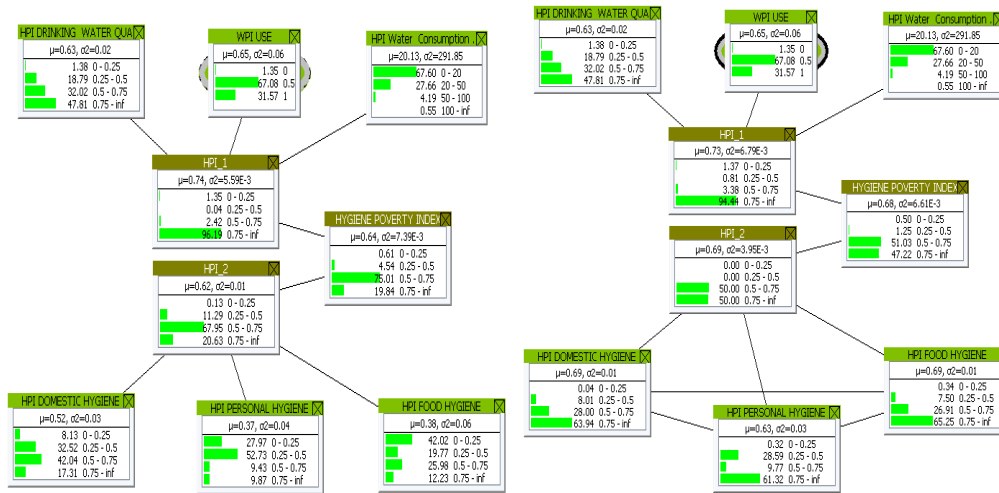 HPI DRINKING WATER QUA
μ=0.63, σ2=0.02
1.38 0 - 0.25
18.79 0.25 - 0.5
32.02 0.5 - 0.75
47.81 0.75 - inf
WPI USE
μ=0.65, σ2=0.06
1.35 0
67.08 0.5
31.57 1
HPI Water Consumption .
μ=20.13, σ2=291.85
67.60 0 - 20
27.66 20 - 50
4.19 50 - 100
0.55 100 - inf
HPI_1
μ=0.74, σ2=5.59E-3
1.35 0 - 0.25
0.04 0.25 - 0.5
2.42 0.5 - 0.75
96.19 0.75 - inf
HYGIENE POVERTY INDEX
μ=0.64, σ2=7.39E-3
0.61 0 - 0.25
4.54 0.25 - 0.5
75.01 0.5 - 0.75
19.84 0.75 - inf
HPI_2
μ=0.62, σ2=0.01
0.13 0 - 0.25
11.29 0.25 - 0.5
67.95 0.5 - 0.75
20.63 0.75 - inf
HPI DOMESTIC HYGIENE
μ=0.52, σ2=0.03
8.13 0 - 0.25
32.52 0.25 - 0.5
42.04 0.5 - 0.75
17.31 0.75 - inf
HPI PERSONAL HYGIENE
μ=0.37, σ2=0.04
27.97 0 - 0.25
52.73 0.25 - 0.5
9.43 0.5 - 0.75
9.87 0.75 - inf
HPI FOOD HYGIENE
μ=0.38, σ2=0.06
42.02 0 - 0.25
19.77 0.25 - 0.5
25.98 0.5 - 0.75
12.23 0.75 - inf
HPI DRINKING WATER QUA
μ=0.63, σ2=0.02
1.38 0 - 0.25
18.79 0.25 - 0.5
32.02 0.5 - 0.75
47.81 0.75 - inf
WPI USE
μ=0.65, σ2=0.06
1.35 0
67.08 0.5
31.57 1
HPI Water Consumption .
μ=20.13, σ2=291.85
67.60 0 - 20
27.66 20 - 50
4.19 50 - 100
0.55 100 - inf
HPI_1
μ=0.73, σ2=6.79E-3
1.37 0 - 0.25
0.81 0.25 - 0.5
3.38 0.5 - 0.75
94.44 0.75 - inf
HYGIENE POVERTY INDEX
μ=0.68, σ2=6.61E-3
0.50 0 - 0.25
1.25 0.25 - 0.5
51.03 0.5 - 0.75
47.22 0.75 - inf
HPI_2
μ=0.69, σ2=3.95E-3
0.00 0 - 0.25
0.00 0.25 - 0.5
50.00 0.5 - 0.75
50.00 0.75 - inf
HPI DOMESTIC HYGIENE
μ=0.69, σ2=0.01
0.04 0 - 0.25
8.01 0.25 - 0.5
28.00 0.5 - 0.75
63.94 0.75 - inf
HPI PERSONAL HYGIENE
μ=0.63, σ2=0.03
0.32 0 - 0.25
28.59 0.25 - 0.5
9.77 0.5 - 0.75
61.32 0.75 - inf
HPI FOOD HYGIENE
μ=0.69, σ2=0.01
0.34 0 - 0.25
7.50 0.25 - 0.5
26.91 0.5 - 0.75
65.25 0.75 - inf